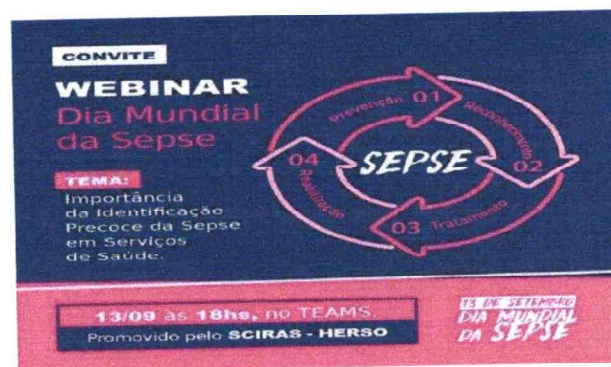 CONVITE
WEBINAR
Dia Mundial
da Sepse
TEMA:
Importância
da Identificação
Precoce da Sepse
em Serviços
de Saúde.
Prevenção 01
Reconhecimento
02
03 Tratamento
04
Reabilitação
SEPSE
13/09 às 18hs, no TEAMS.
Promovido pelo SCIRAS - HERSO
13 DE SETEMBRO
DIA MUNDIAL
DA SEPSE